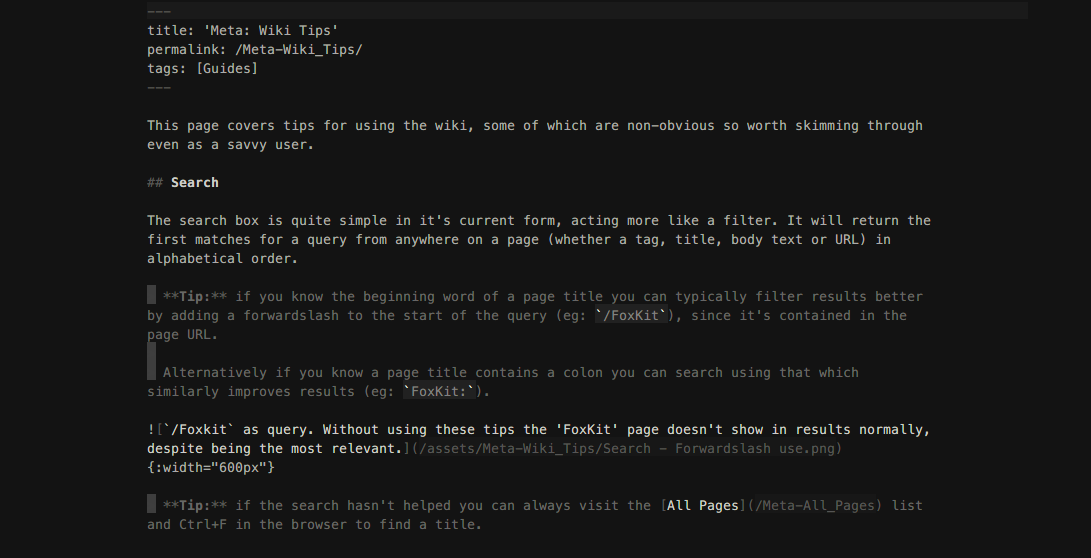 ---
title: 'Meta: Wiki Tips'
permalink: /Meta-Wiki_Tips/
tags: [Guides]
---
This page covers tips for using the wiki, some of which are non-obvious so worth skimming through
even as a savvy user.
## Search
The search box is quite simple in it's current form, acting more like a filter. It will return the
first matches for a query from anywhere on a page (whether a tag, title, body text or URL) in
alphabetical order.
**Tip:** if you know the beginning word of a page title you can typically filter results better
by adding a forwardslash to the start of the query (eg: `/FoxKit`), since it's contained in the
page URL.
Alternatively if you know a page title contains a colon you can search using that which
similarly improves results (eg: `FoxKit:`).
![`/Foxkit` as query. Without using these tips the 'FoxKit' page doesn't show in results normally,
despite being the most relevant.](/assets/Meta-Wiki_Tips/Search - Forwardslash use.png)
{:width="600px"}
**Tip:** if the search hasn't helped you can always visit the [All Pages](/Meta-All_Pages) list
and Ctrl+F in the browser to find a title.